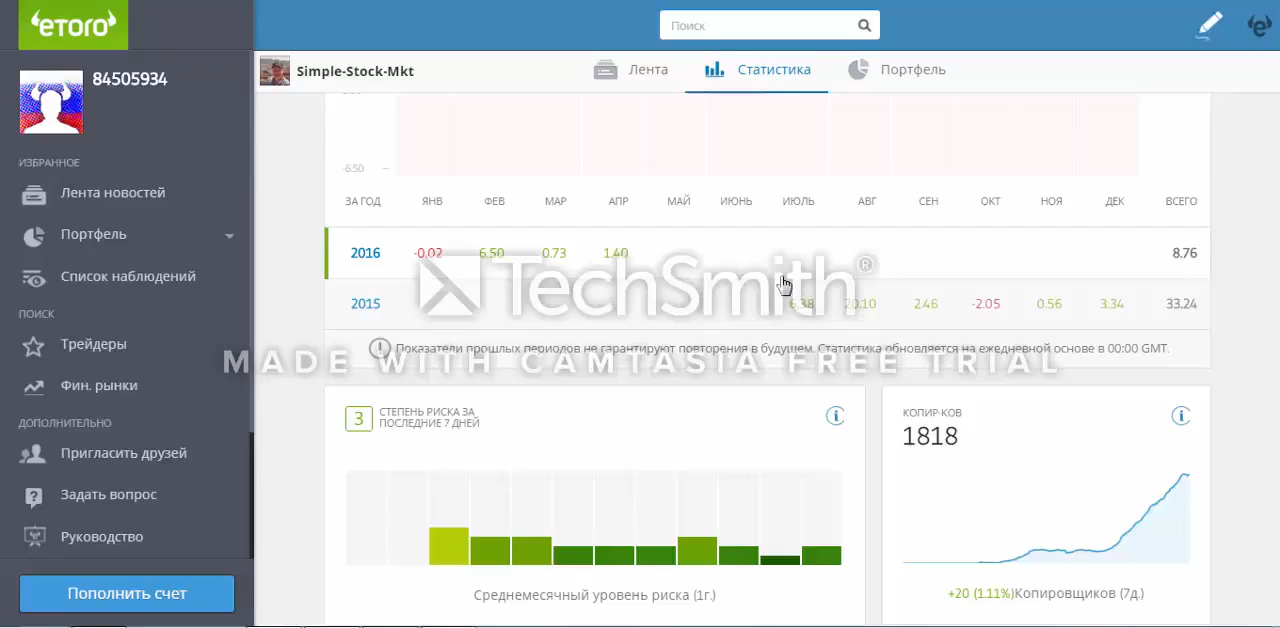 eToro
Поиск
84505934
Simple-Stock-Mkt
Лента
Статистика
Портфель
ИЗБРАННОЕ
Лента новостей
Портфель
Список наблюдений
ПОИСК
Трейдеры
Фин. рынки
ДОПОЛНИТЕЛЬНО
Пригласить друзей
Задать вопрос
Руководство
Пополнить счет
-6.50
ЗА ГОД ЯНВ ФЕВ МАР АПР МАЙ ИЮНЬ ИЮЛЬ АВГ СЕН ОКТ НОЯ ДЕК ВСЕГО
2016 -0.02 6.50 0.73 1.40 8.76
2015 6.38 20.10 2.46 -2.05 0.56 3.34 33.24
TechSmith®
Показатели прошлых периодов не гарантируют повторения в будущем. Статистика обновляется на ежедневной основе в 00:00 GMT.
MADE WITH CAMTASIA FREE TRIAL
3 СТЕПЕНЬ РИСКА ЗА
ПОСЛЕДНИЕ 7 ДНЕЙ
Среднемесячный уровень риска (1г.)
КОПИР-КОВ
1818
+20 (1.11%)Копировщиков (7д.)